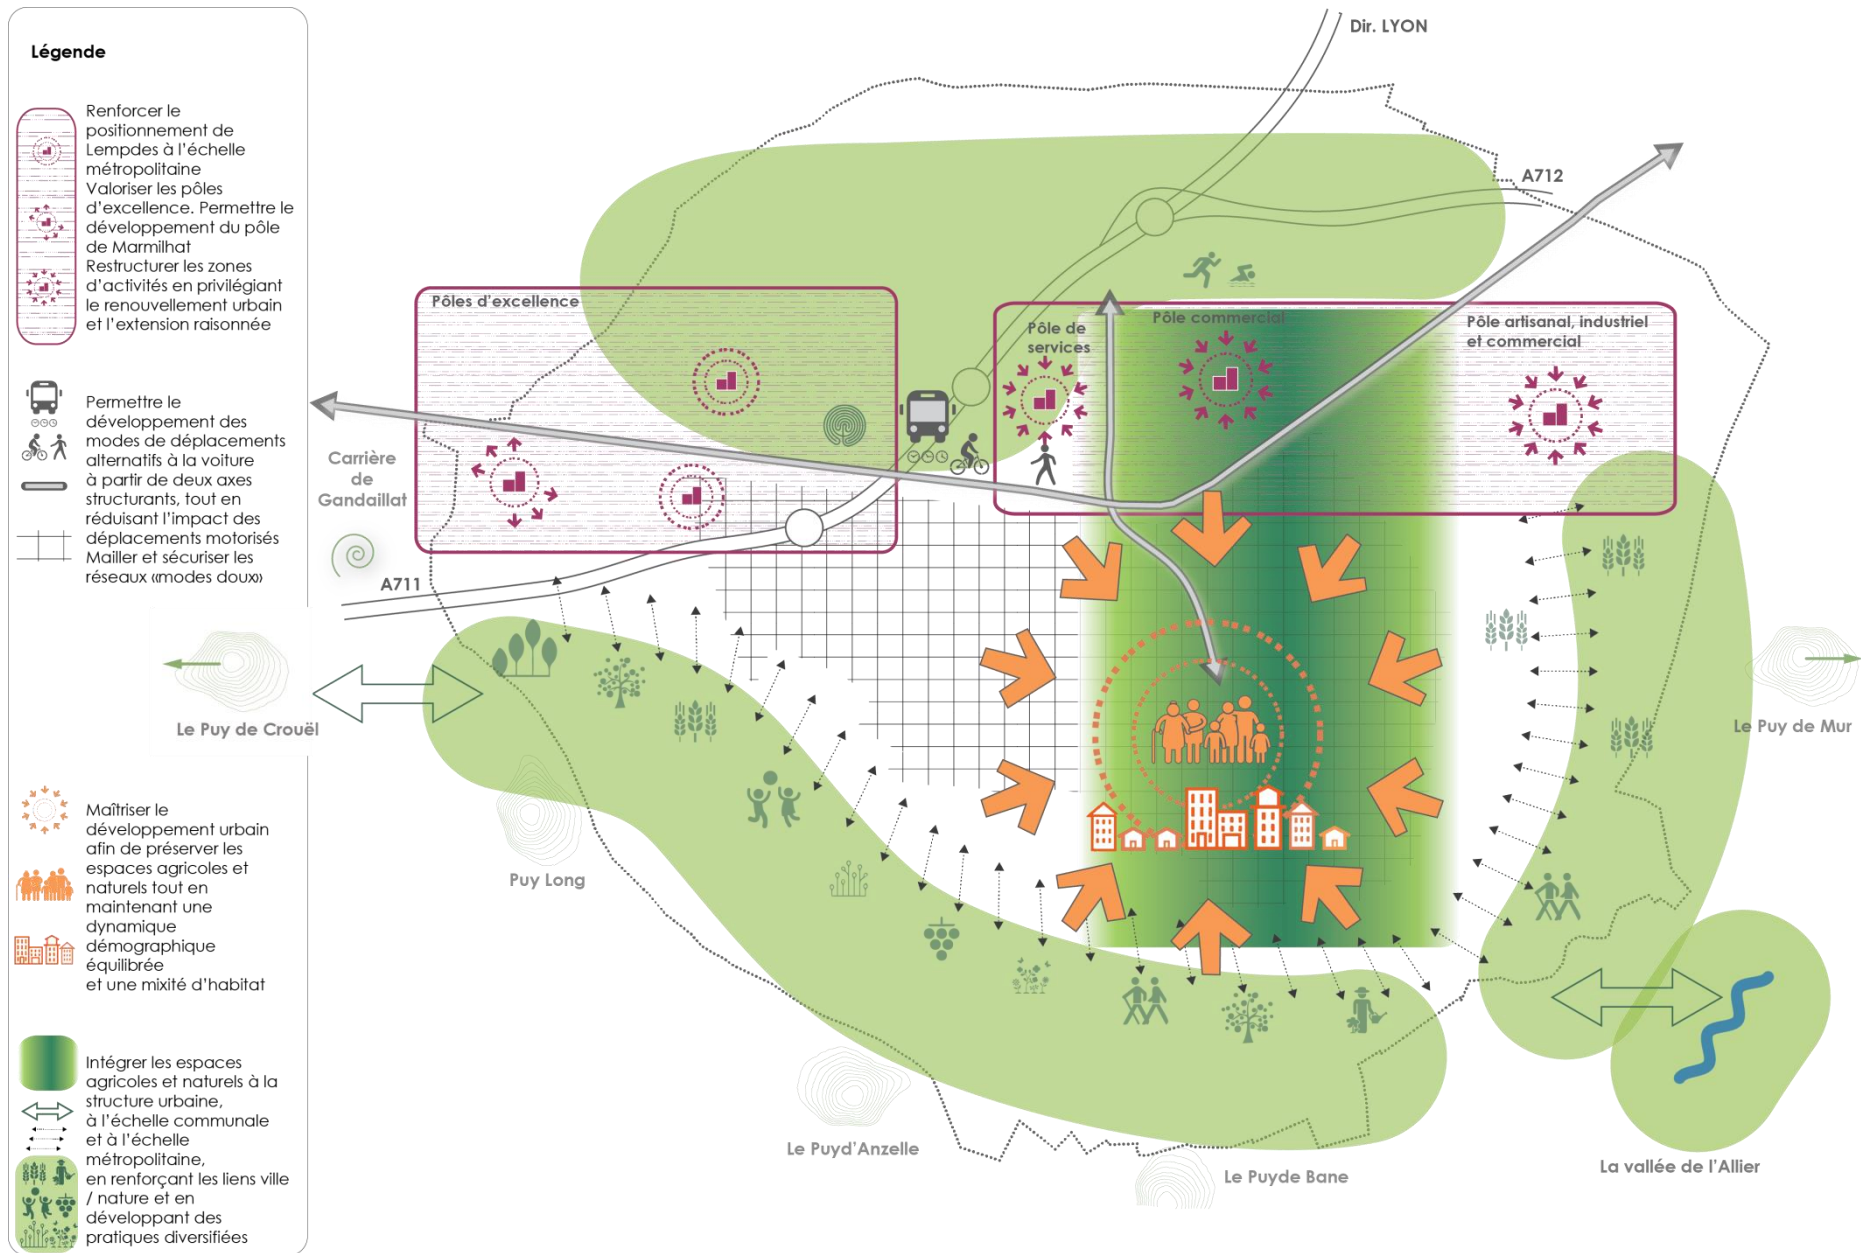 Légende
Renforcer le
positionnement de
Lempdes à l'échelle
métropolitaine
Valoriser les pôles
d'excellence. Permettre le
développement du pôle
de Marmilhat
Restructurer les zones
d'activités en privilégiant
le renouvellement urbain
et l'extension raisonnée
Permettre le
développement des
modes de déplacements
alternatifs à la voiture
à partir de deux axes
structurants, tout en
réduisant l'impact des
déplacements motorisés
Mailler et sécuriser les
réseaux «modes doux»
Maîtriser le
développement urbain
afin de préserver les
espaces agricoles et
naturels tout en
maintenant une
dynamique
démographique
équilibrée
et une mixité d'habitat
Intégrer les espaces
agricoles et naturels à la
structure urbaine,
à l'échelle communale
et à l'échelle
métropolitaine,
en renforçant les liens ville
/ nature et en
développant des
pratiques diversifiées
Dir. LYON
A712
Pôles d'excellence
Pôle de
services
Pôle commercial
Pôle artisanal, industriel
et commercial
Carrière
de
Gandaillat
A711
Le Puy de Crouël
Puy Long
Le Puy de Mur
Le Puyd'Anzelle
Le Puyde Bane
La vallée de l'Allier